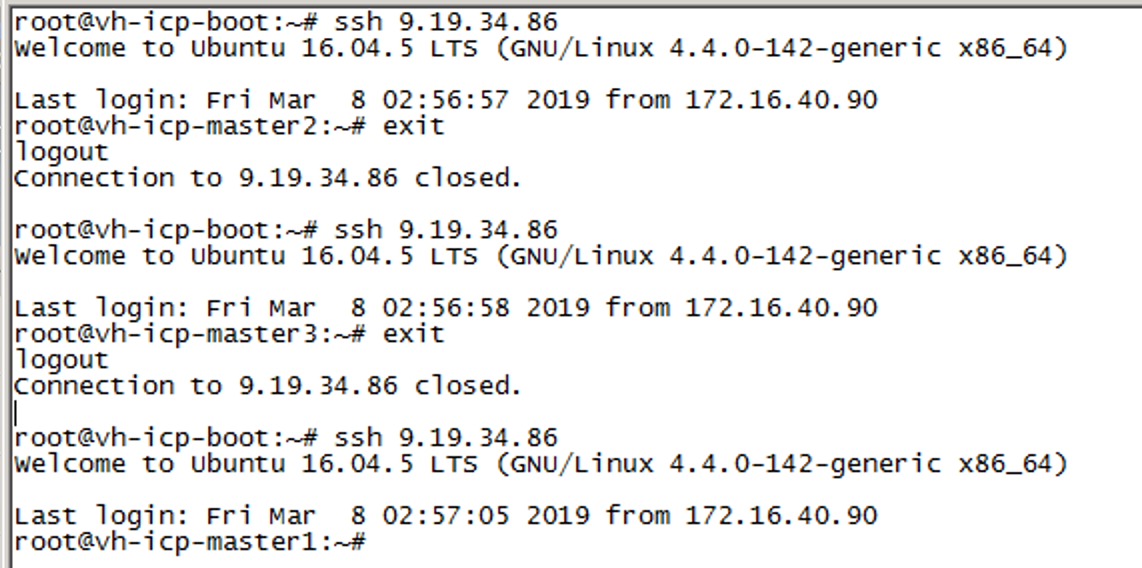 root@vh-icp-boot:~# ssh 9.19.34.86
Welcome to Ubuntu 16.04.5 LTS (GNU/Linux 4.4.0-142-generic x86_64)
Last login: Fri Mar  8 02:56:57 2019 from 172.16.40.90
root@vh-icp-master2:~# exit
logout
Connection to 9.19.34.86 closed.
root@vh-icp-boot:~# ssh 9.19.34.86
Welcome to Ubuntu 16.04.5 LTS (GNU/Linux 4.4.0-142-generic x86_64)
Last login: Fri Mar  8 02:56:58 2019 from 172.16.40.90
root@vh-icp-master3:~# exit
logout
Connection to 9.19.34.86 closed.
root@vh-icp-boot:~# ssh 9.19.34.86
Welcome to Ubuntu 16.04.5 LTS (GNU/Linux 4.4.0-142-generic x86_64)
Last login: Fri Mar  8 02:57:05 2019 from 172.16.40.90
root@vh-icp-master1:~#